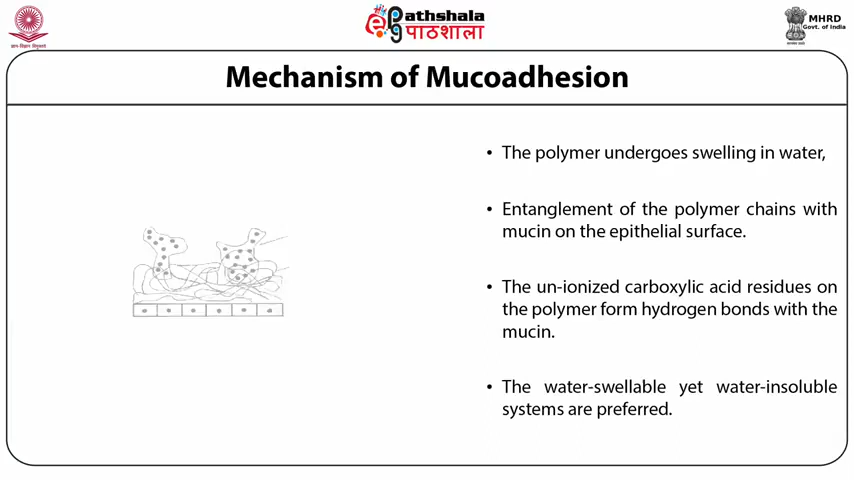 Pathshala
पाठशाला
MHRD
Govt. of India
Mechanism of Mucoadhesion
• The polymer undergoes swelling in water,
• Entanglement of the polymer chains with
mucin on the epithelial surface.
• The un-ionized carboxylic acid residues on
the polymer form hydrogen bonds with the
mucin.
• The water-swellable yet water-insoluble
systems are preferred.